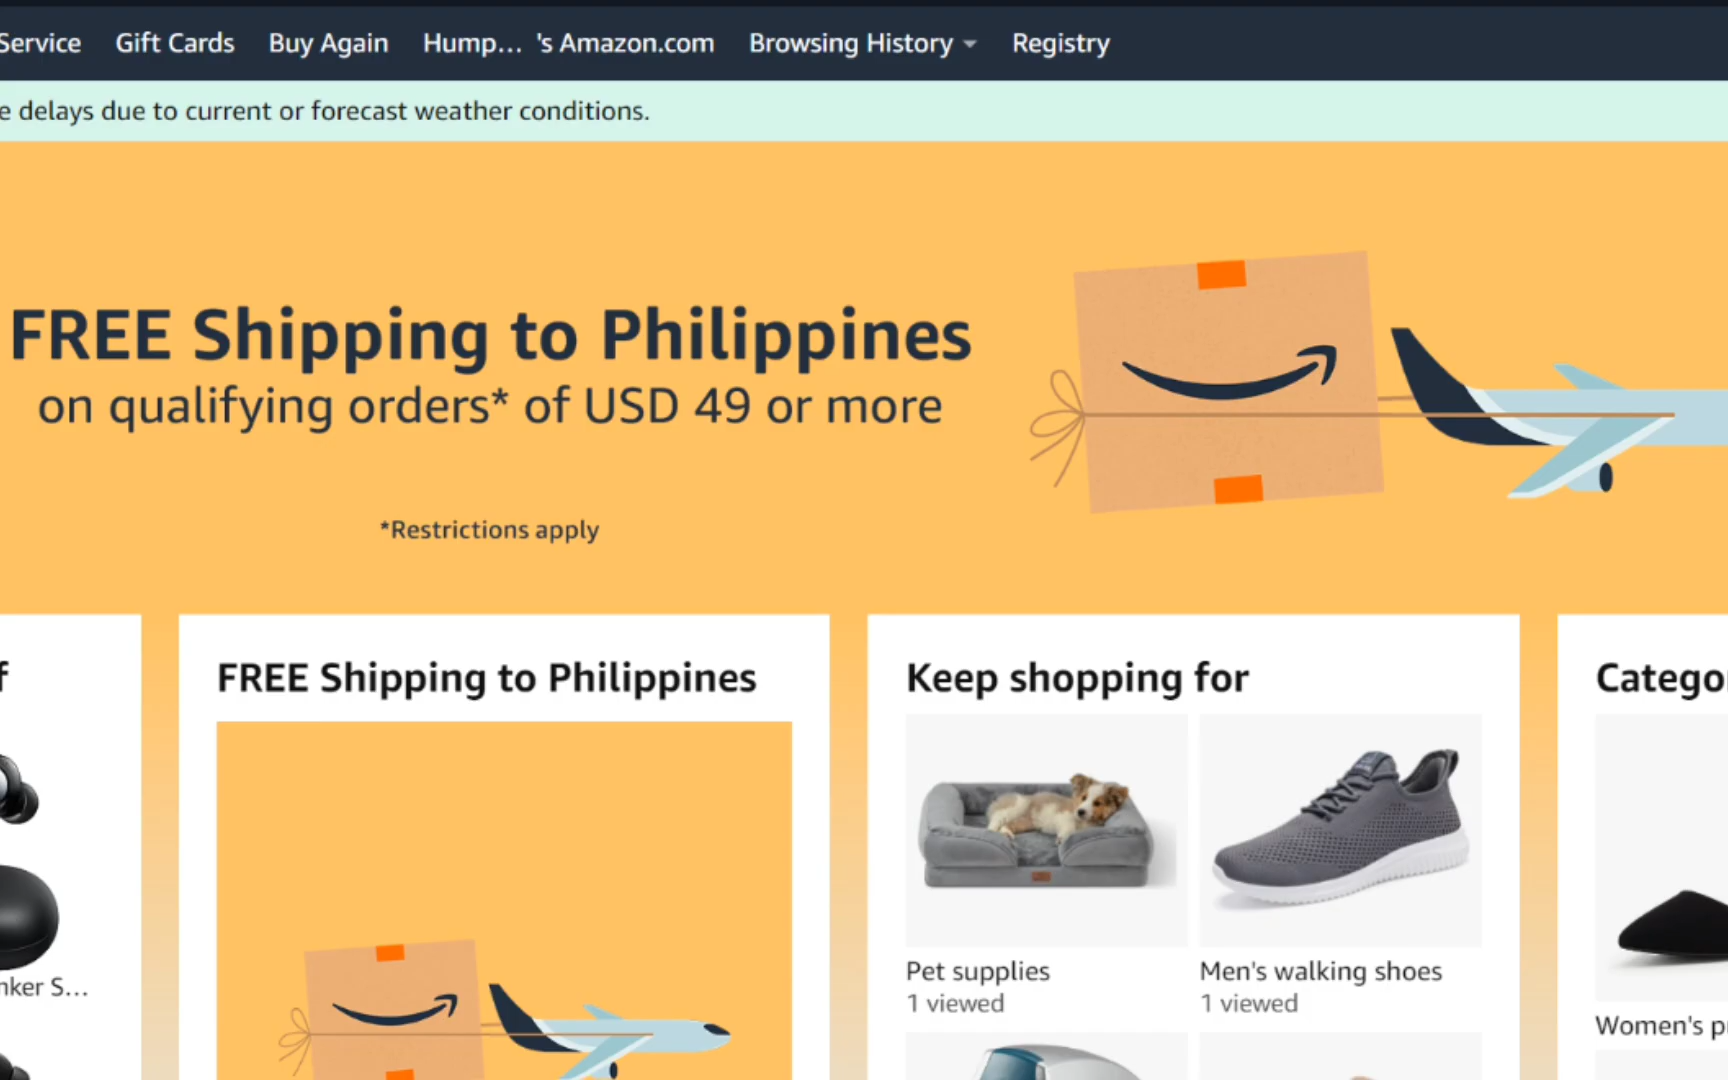 Service Gift Cards Buy Again Hump... 's Amazon.com Browsing History Registry
delays due to current or forecast weather conditions.
FREE Shipping to Philippines
on qualifying orders* of USD 49 or more
*Restrictions apply
FREE Shipping to Philippines
Keep shopping for
Pet supplies
1 viewed
Men's walking shoes
1 viewed
S...
Women's